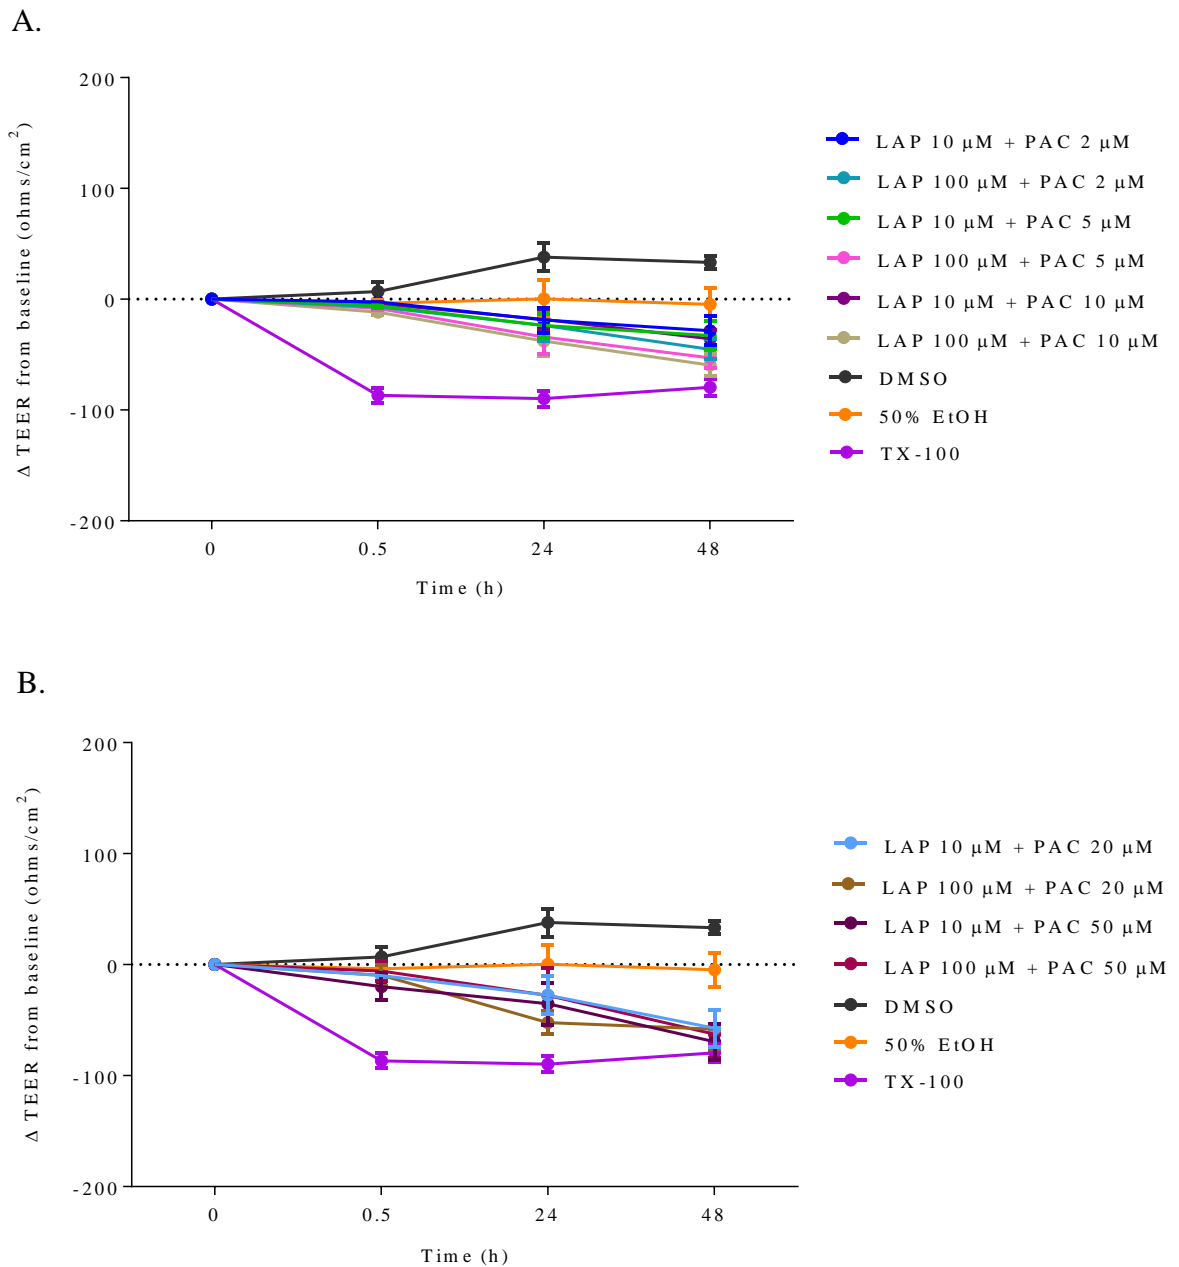 A.
Δ TEER from baseline (ohms/cm²)
200
100
0
-100
-200
0 0.5 24 48
Time (h)
LAP 10 µM + PAC 2 µM
LAP 100 µM + PAC 2 µM
LAP 10 µM + PAC 5 µM
LAP 100 µM + PAC 5 µM
LAP 10 µM + PAC 10 µM
LAP 100 µM + PAC 10 µM
DMSO
50% EtOH
TX-100
B.
Δ TEER from baseline (ohms/cm²)
200
100
0
-100
-200
0 0.5 24 48
Time (h)
LAP 10 µM + PAC 20 µM
LAP 100 µM + PAC 20 µM
LAP 10 µM + PAC 50 µM
LAP 100 µM + PAC 50 µM
DMSO
50% EtOH
TX-100